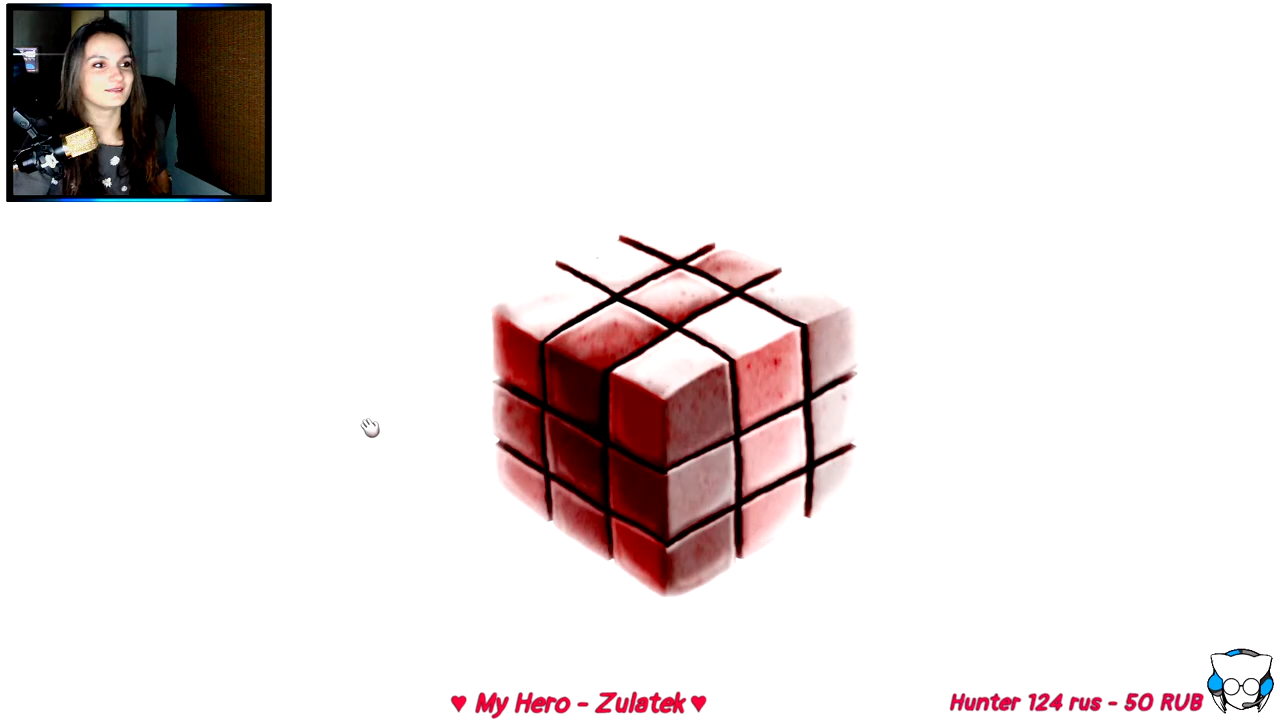 ♥ My Hero - Zulatek ♥
Hunter 124 rus - 50 RUB